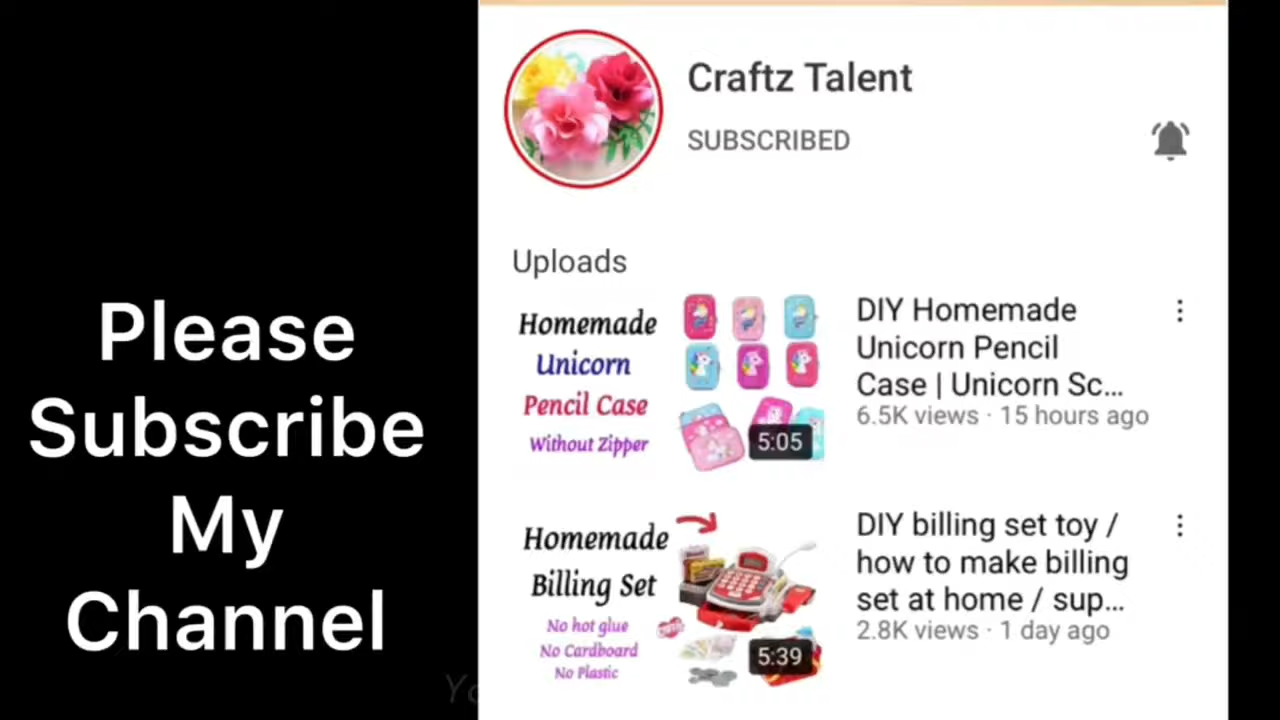 Please
Subscribe
My
Channel
Craftz Talent
SUBSCRIBED
Uploads
Homemade
Unicorn
Pencil Case
Without Zipper
5:05
DIY Homemade
Unicorn Pencil
Case | Unicorn Sc...
6.5K views · 15 hours ago
Homemade
Billing Set
No hot glue
No Cardboard
No Plastic
5:39
DIY billing set toy /
how to make billing
set at home / sup...
2.8K views · 1 day ago